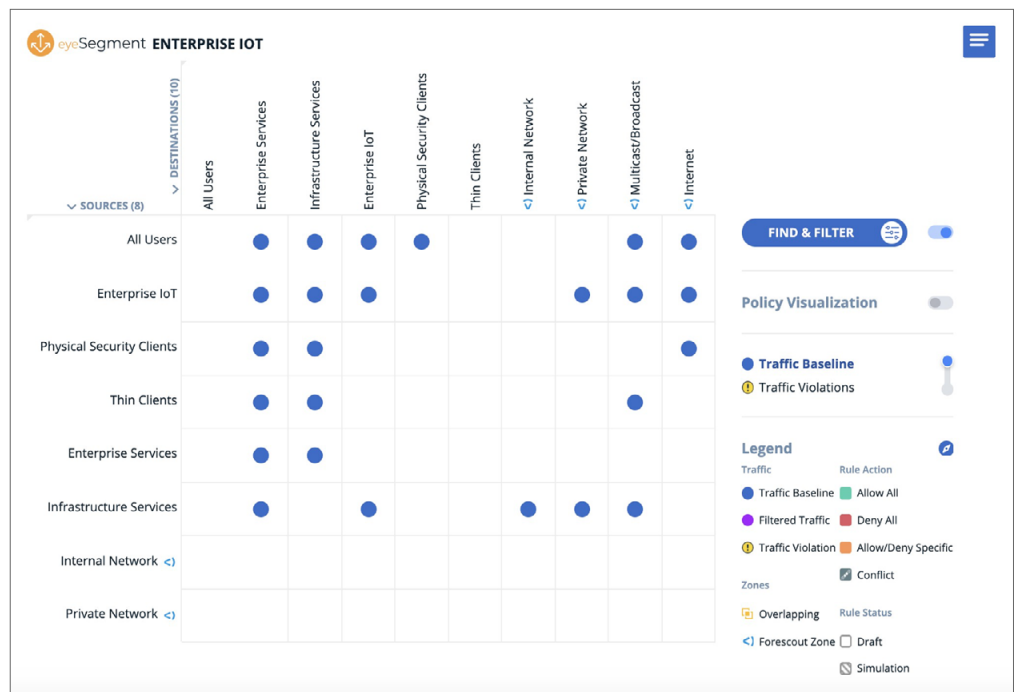 eyeSegment ENTERPRISE IOT
DESTINATIONS (10)
SOURCES (8)
All Users
Enterprise Services
Infrastructure Services
Enterprise IoT
Physical Security Clients
Thin Clients
Internal Network
Private Network
Multicast/Broadcast
Internet
All Users
Enterprise IoT
Physical Security Clients
Thin Clients
Enterprise Services
Infrastructure Services
Internal Network
Private Network
FIND & FILTER
Policy Visualization
Traffic Baseline
Traffic Violations
Legend
Traffic
Rule Action
Traffic Baseline
Allow All
Filtered Traffic
Deny All
Traffic Violation
Allow/Deny Specific
Conflict
Zones
Overlapping
Rule Status
Forescout Zone
Draft
Simulation